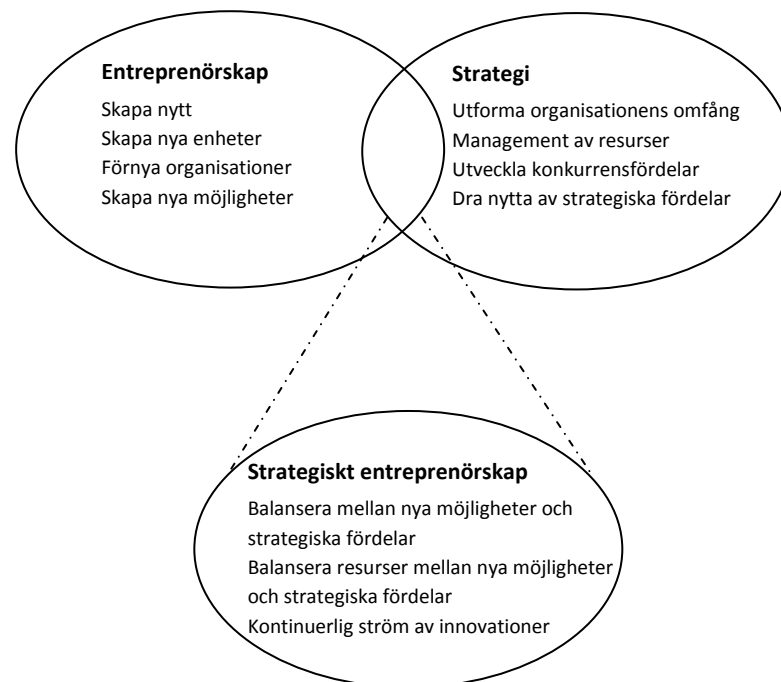 Entreprenörskap
Skapa nytt
Skapa nya enheter
Förnya organisationer
Skapa nya möjligheter
Strategi
Utforma organisationens omfång
Management av resurser
Utveckla konkurrensfördelar
Dra nytta av strategiska fördelar
Strategiskt entreprenörskap
Balansera mellan nya möjligheter och
strategiska fördelar
Balansera resurser mellan nya möjligheter
och strategiska fördelar
Kontinuerlig ström av innovationer